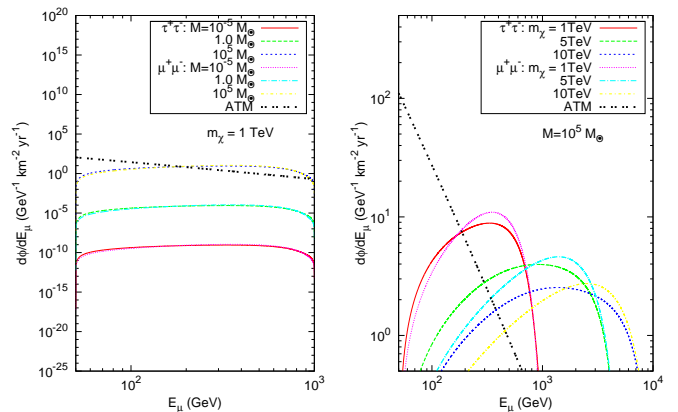 10^20
10^15
10^10
10^5
10^0
10^-5
10^-10
10^-15
10^-20
10^-25
10^2
10^3
dϕ/dE_μ (GeV^-1 km^-2 yr^-1)
E_μ (GeV)
τ^+τ^-: M=10^-5 M_⊙
1.0 M_⊙
10^5 M_⊙
μ^+μ^-: M=10^-5 M_⊙
1.0 M_⊙
10^5 M_⊙
ATM
m_χ = 1 TeV
10^2
10^1
10^0
10^2
10^3
10^4
dϕ/dE_μ (GeV^-1 km^-2 yr^-1)
E_μ (GeV)
τ^+τ^-: m_χ = 1TeV
5TeV
10TeV
μ^+μ^-: m_χ = 1TeV
5TeV
10TeV
ATM
M=10^5 M_⊙